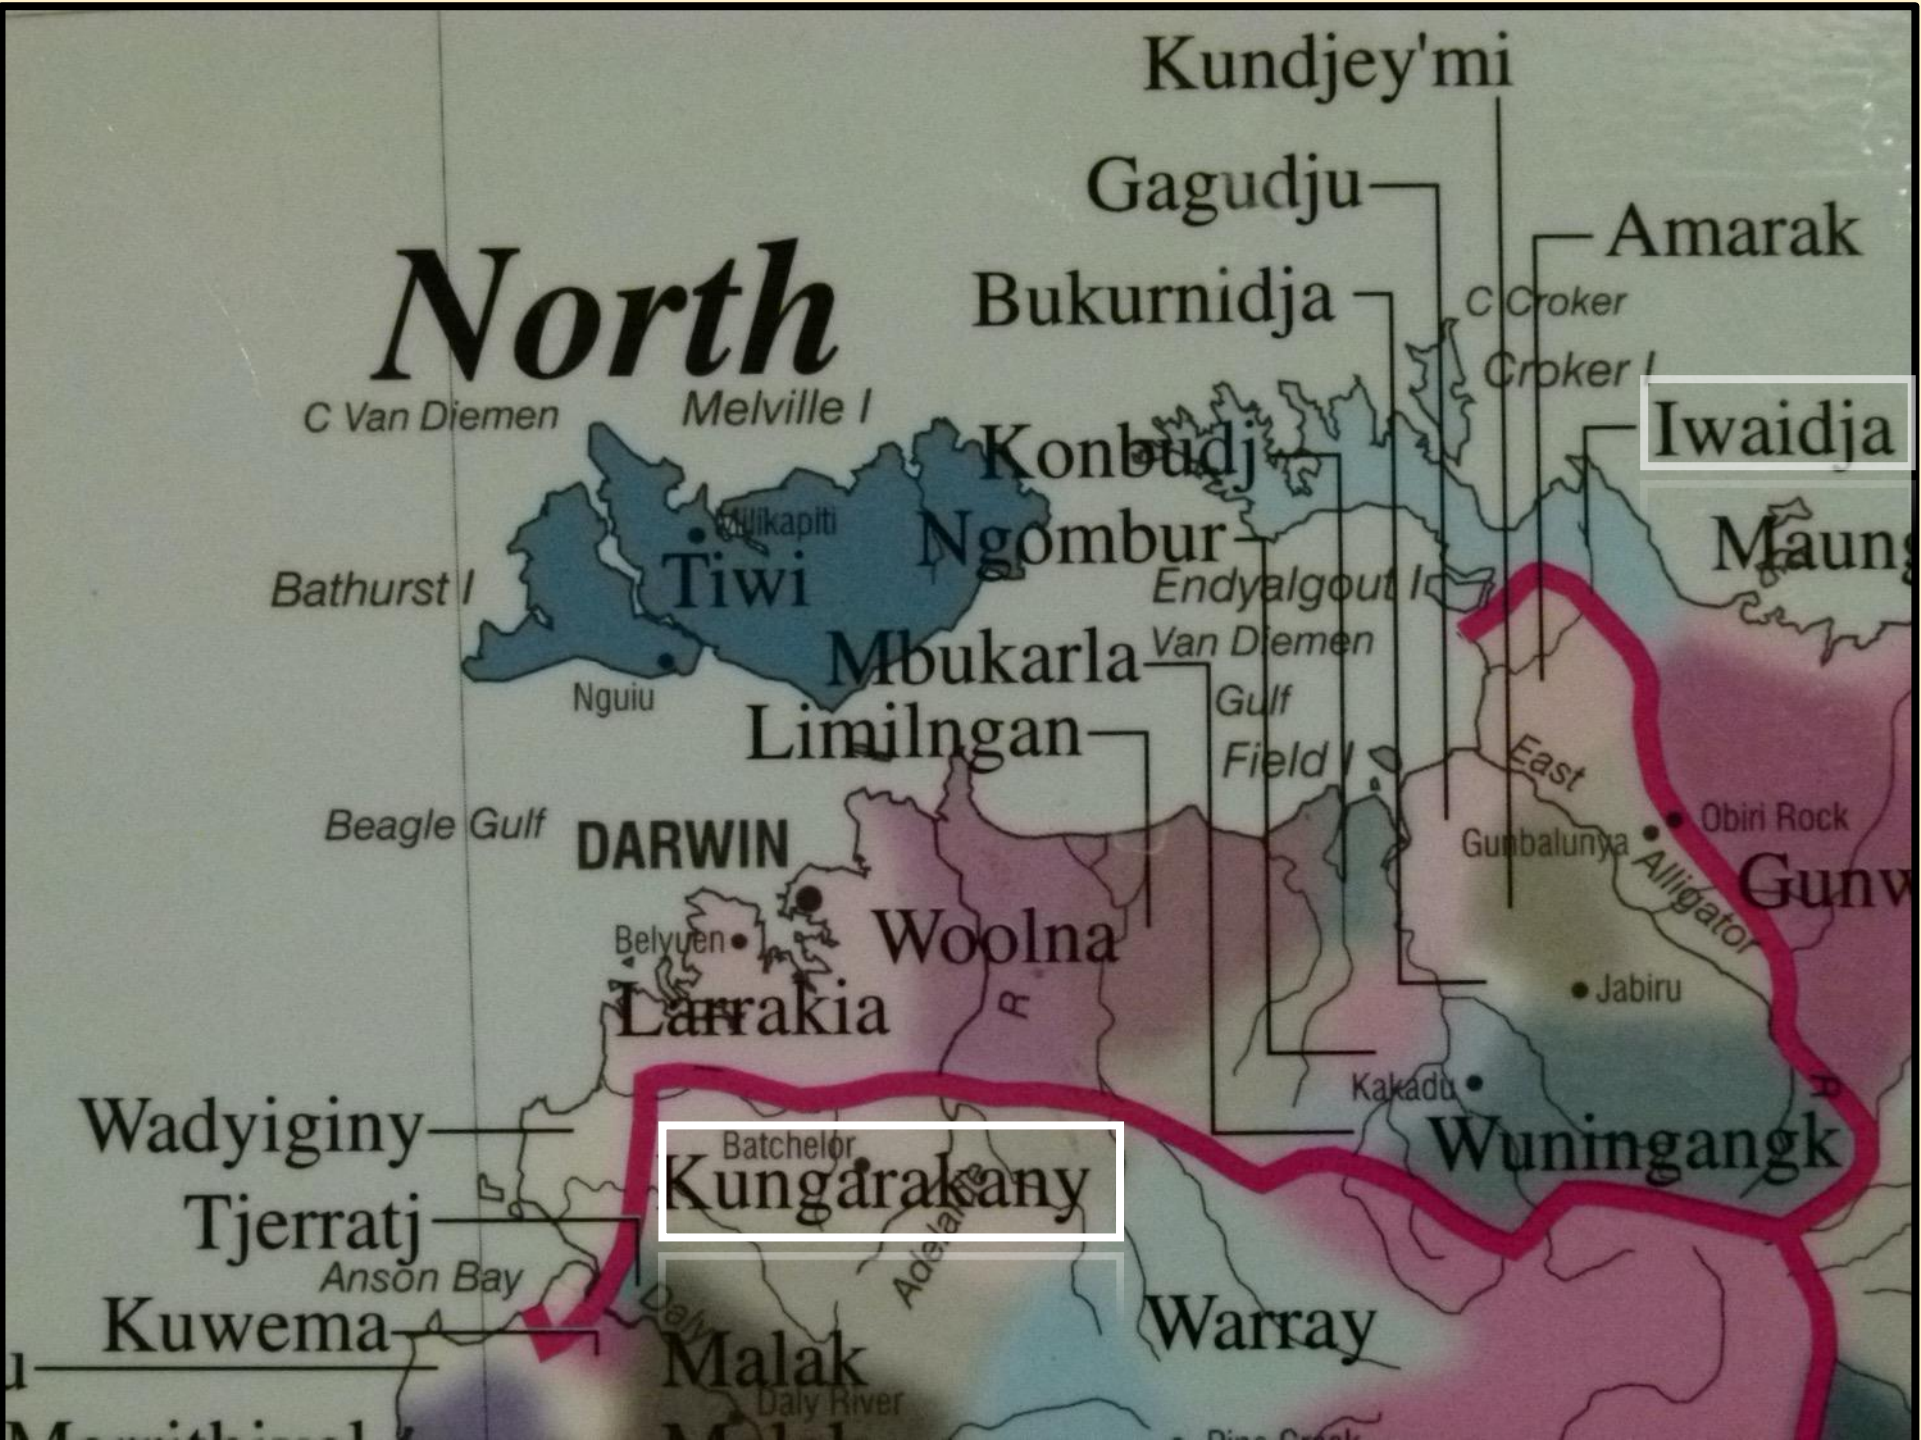 Kundjey'mi
Gagudju
Amarak
Bukurnidja
C Croker
North
Croker I
C Van Diemen
Melville I
Iwaidja
Konbudj
Milikapiti
Ngombur
Tiwi
Bathurst I
Endyalgout I
Van Diemen
Mbukarla
Nguiu
Gulf
Limilngan
Field I
East
Beagle Gulf
DARWIN
Obiri Rock
Gunbalunya
Alligator
Woolna
Belyuen
Jabiru
R
Larrakia
Kakadu
R
Wadyiginy
Batchelor
Wuningangk
Kungarakany
Tjerratj
Adelaide
Anson Bay
Daly
Kuwema
Warray
Malak
Daly River